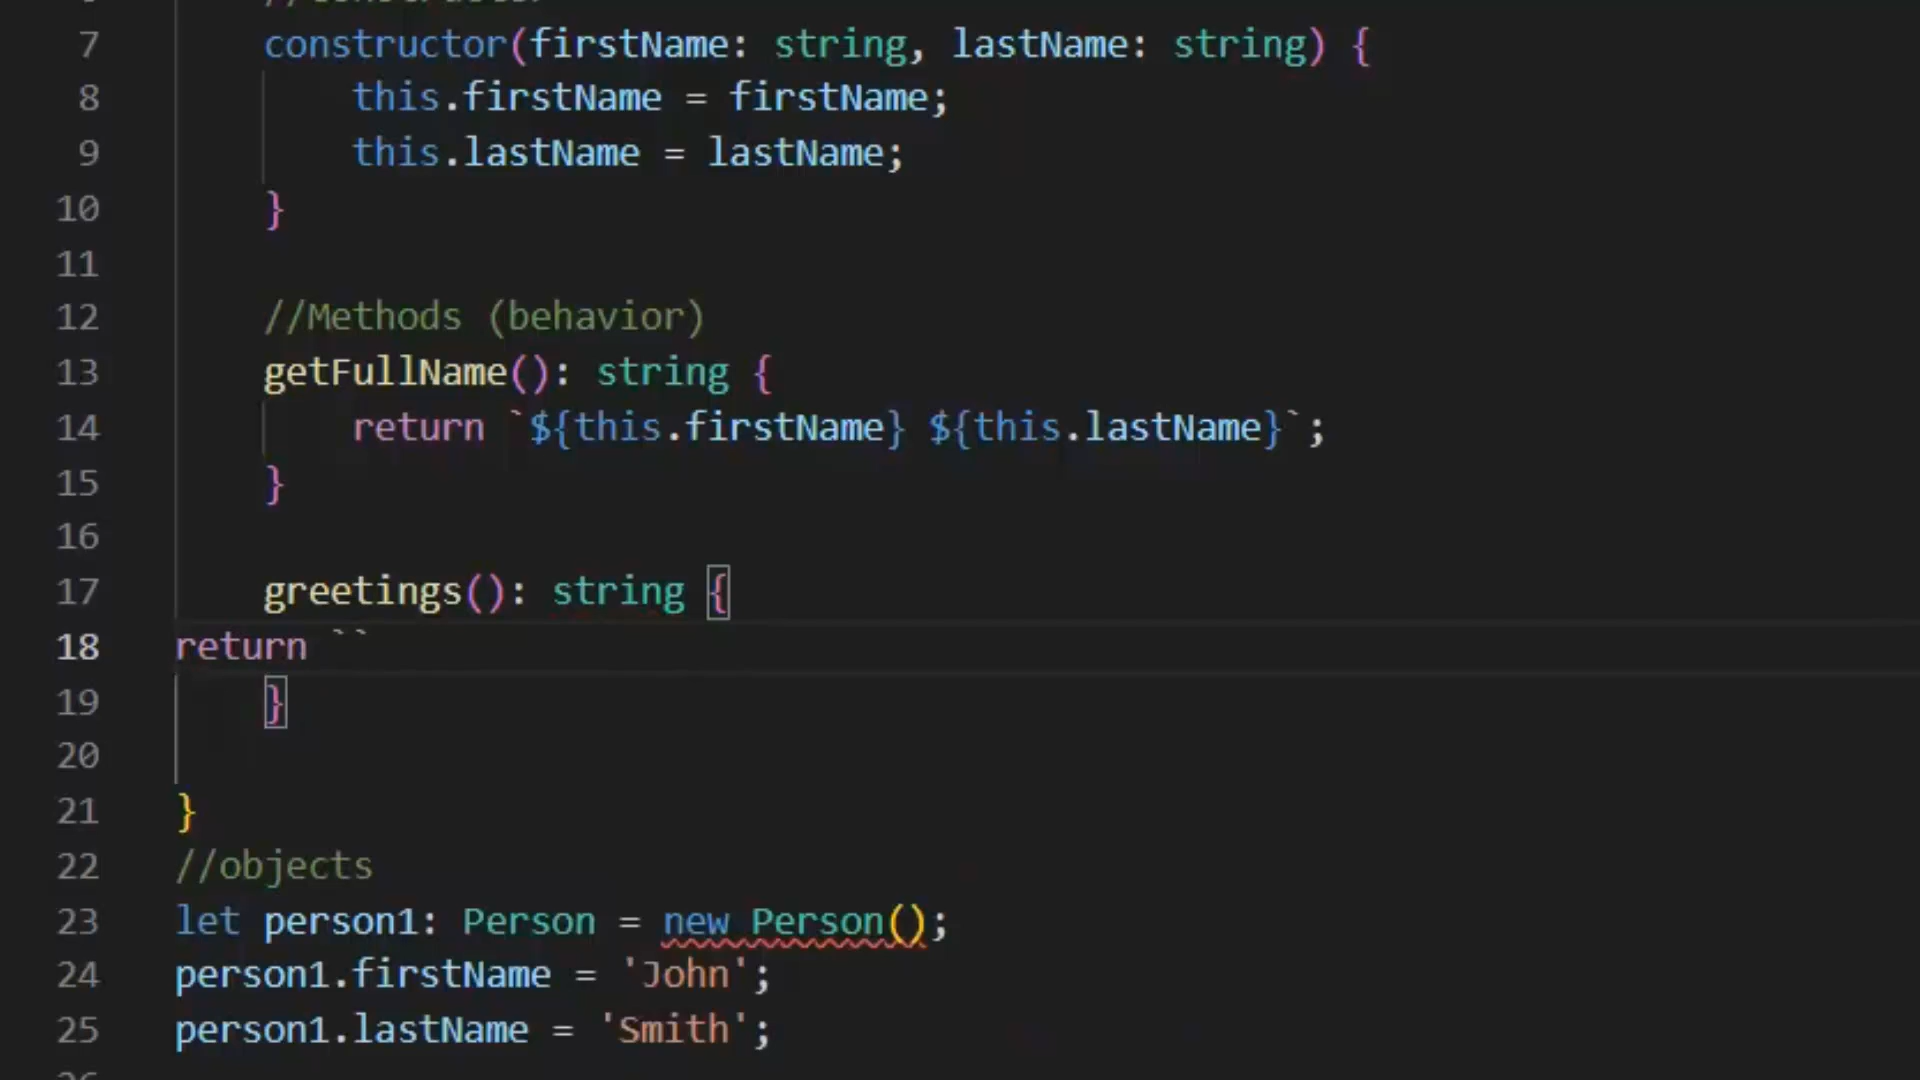 7 constructor(firstName: string, lastName: string) {
8 this.firstName = firstName;
9 this.lastName = lastName;
10 }
11
12 //Methods (behavior)
13 getFullName(): string {
14 return `${this.firstName} ${this.lastName}`;
15 }
16
17 greetings(): string {
18 return ``
19 }
20
21 }
22 //objects
23 let person1: Person = new Person();
24 person1.firstName = 'John';
25 person1.lastName = 'Smith';